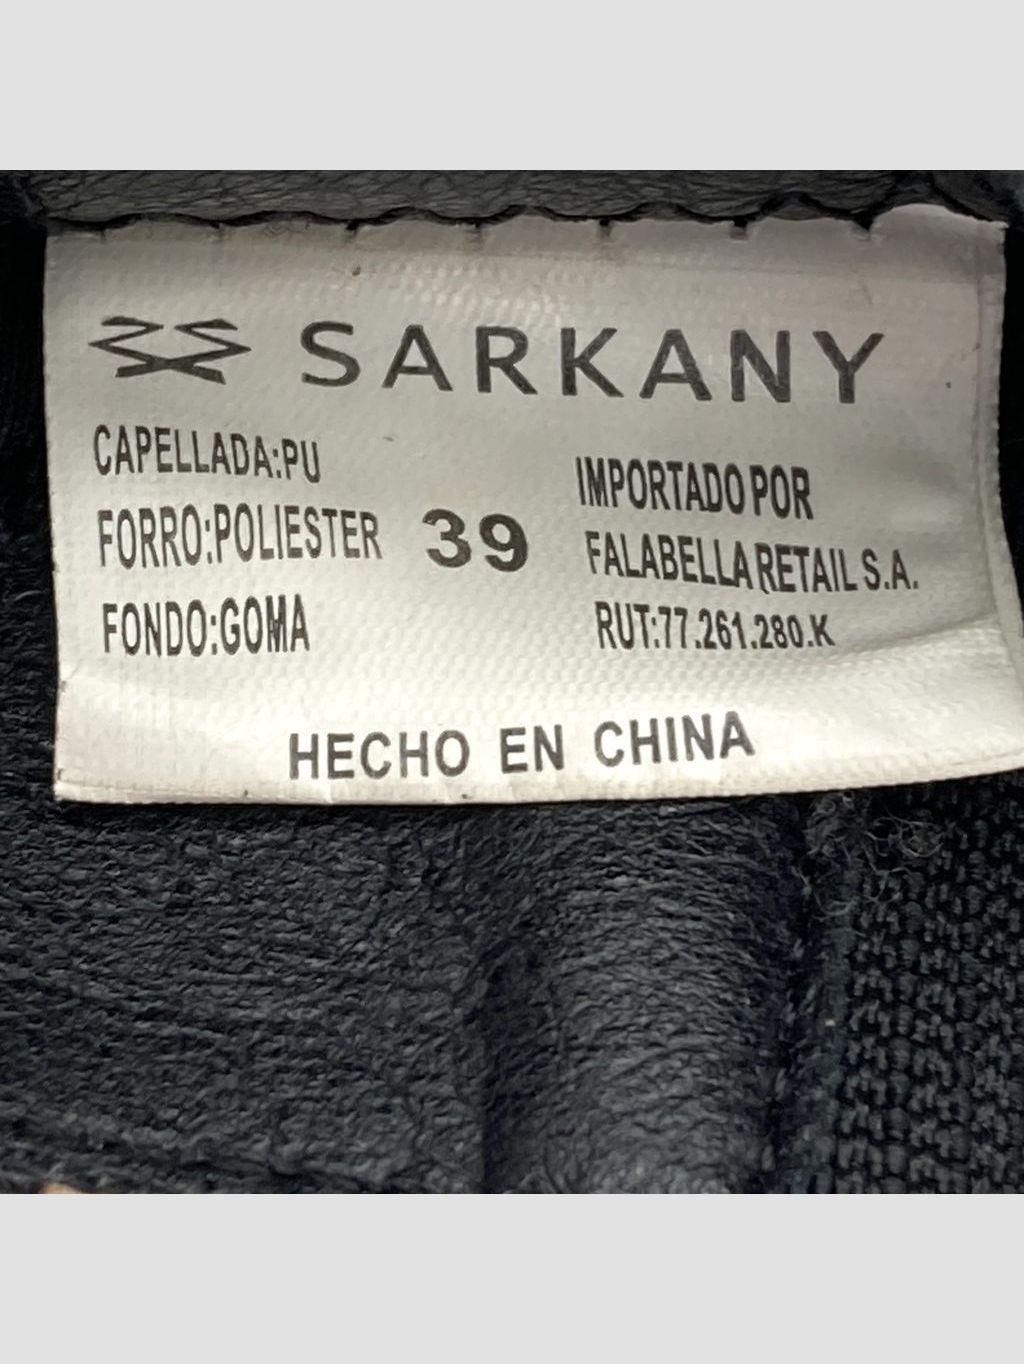 SARKANY
CAPELLADA:PU
FORRO:POLIESTER
FONDO:GOMA
39
IMPORTADO POR
FALABELLA RETAIL S.A.
RUT:77.261.280.K
HECHO EN CHINA